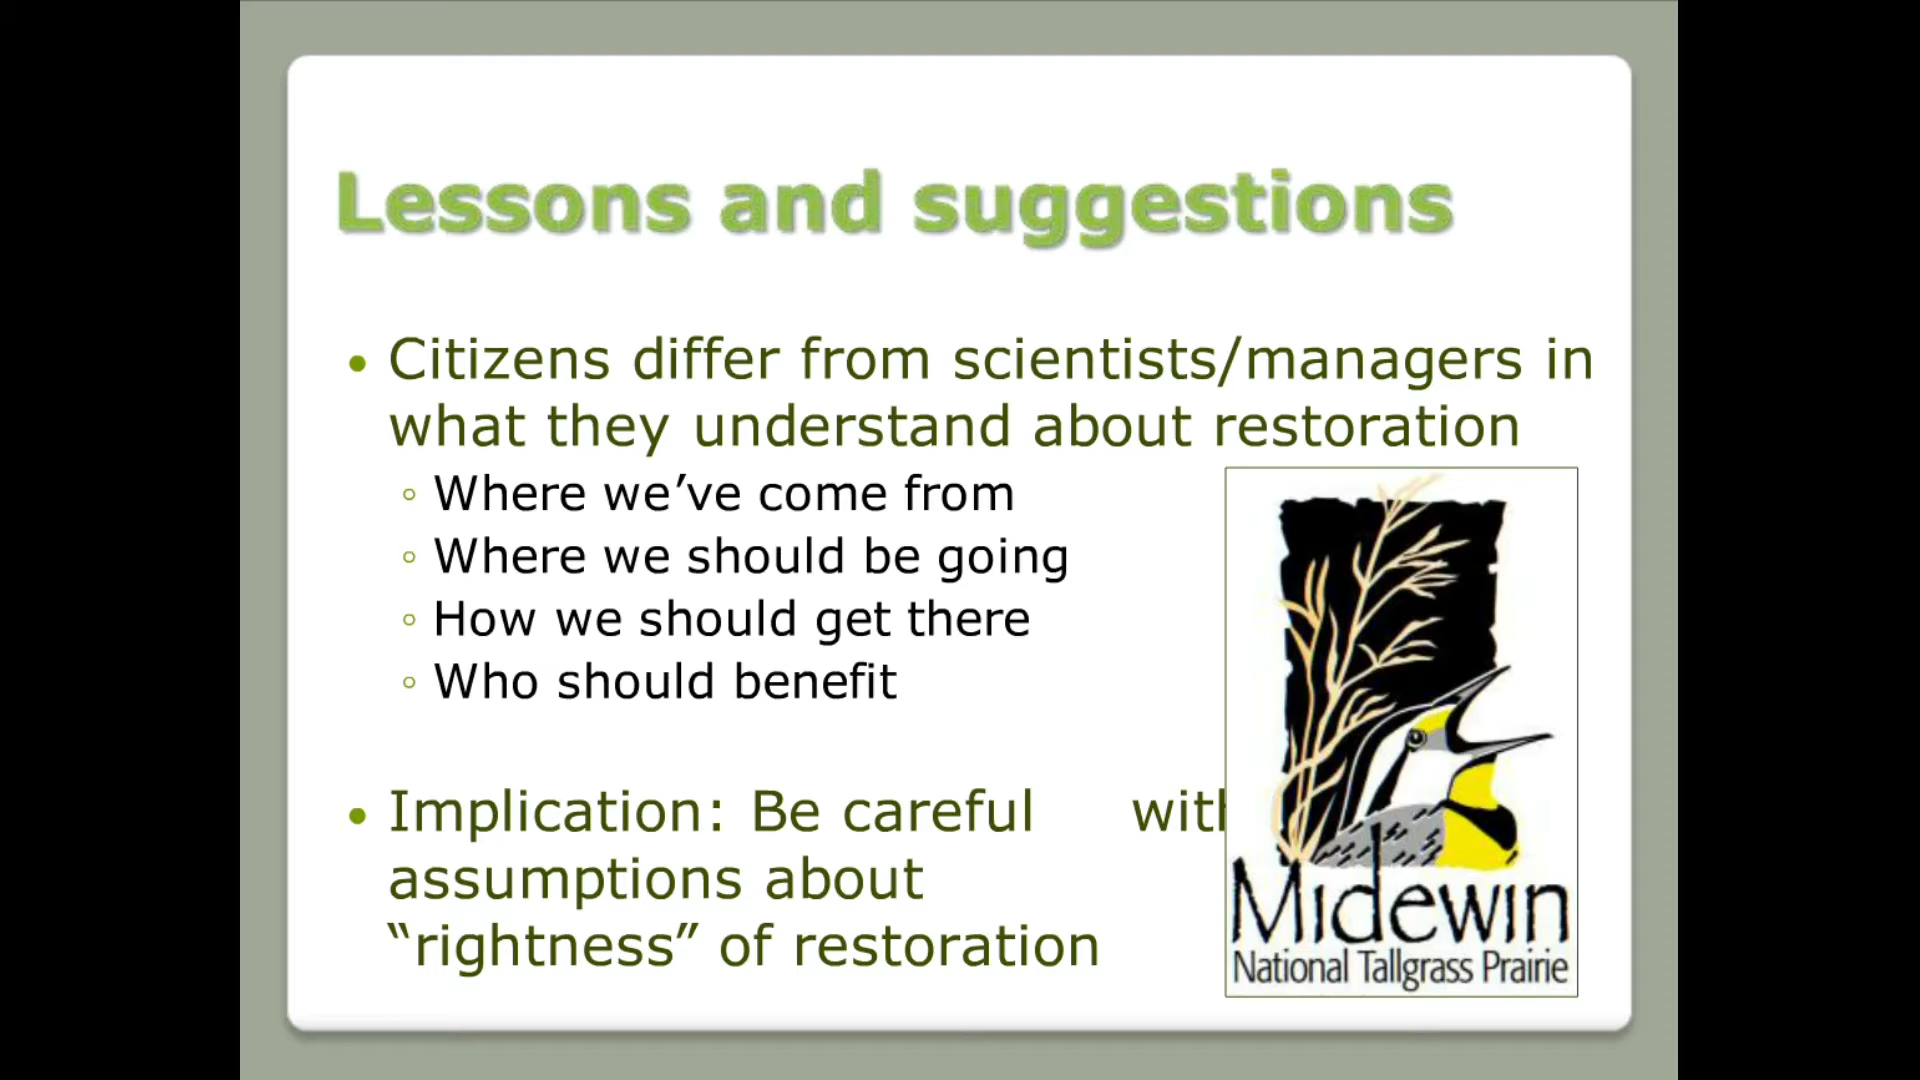 Lessons and suggestions
• Citizens differ from scientists/managers in
what they understand about restoration
◦ Where we’ve come from
◦ Where we should be going
◦ How we should get there
◦ Who should benefit
• Implication: Be careful
assumptions about
“rightness” of restoration
Midewin
National Tallgrass Prairie